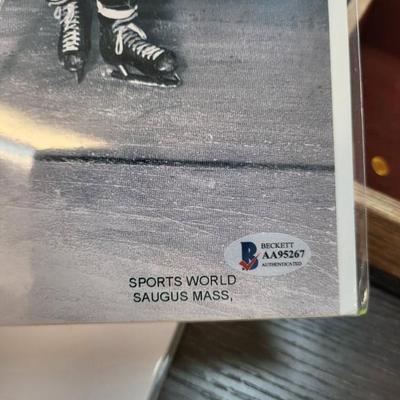 BECKETT
AA95267
AUTHENTICATED
SPORTS WORLD
SAUGUS MASS,